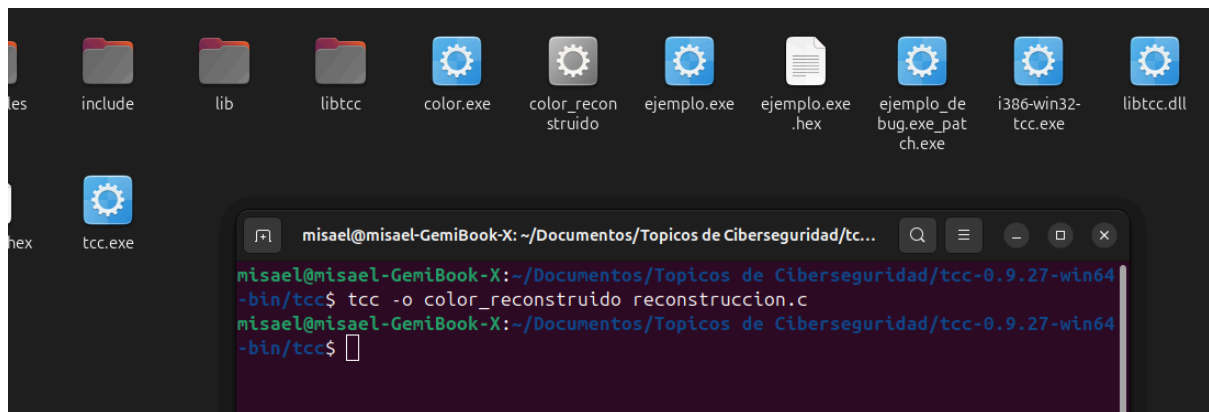 les
include
lib
libtcc
color.exe
color_recon
struido
ejemplo.exe
ejemplo.exe
.hex
ejemplo_de
bug.exe_pat
ch.exe
i386-win32-
tcc.exe
libtcc.dll
hex
tcc.exe
misael@misael-GemiBook-X: ~/Documentos/Topicos de Ciberseguridad/tc...
misael@misael-GemiBook-X:~/Documentos/Topicos de Ciberseguridad/tcc-0.9.27-win64
-bin/tcc$ tcc -o color_reconstruido reconstruccion.c
misael@misael-GemiBook-X:~/Documentos/Topicos de Ciberseguridad/tcc-0.9.27-win64
-bin/tcc$